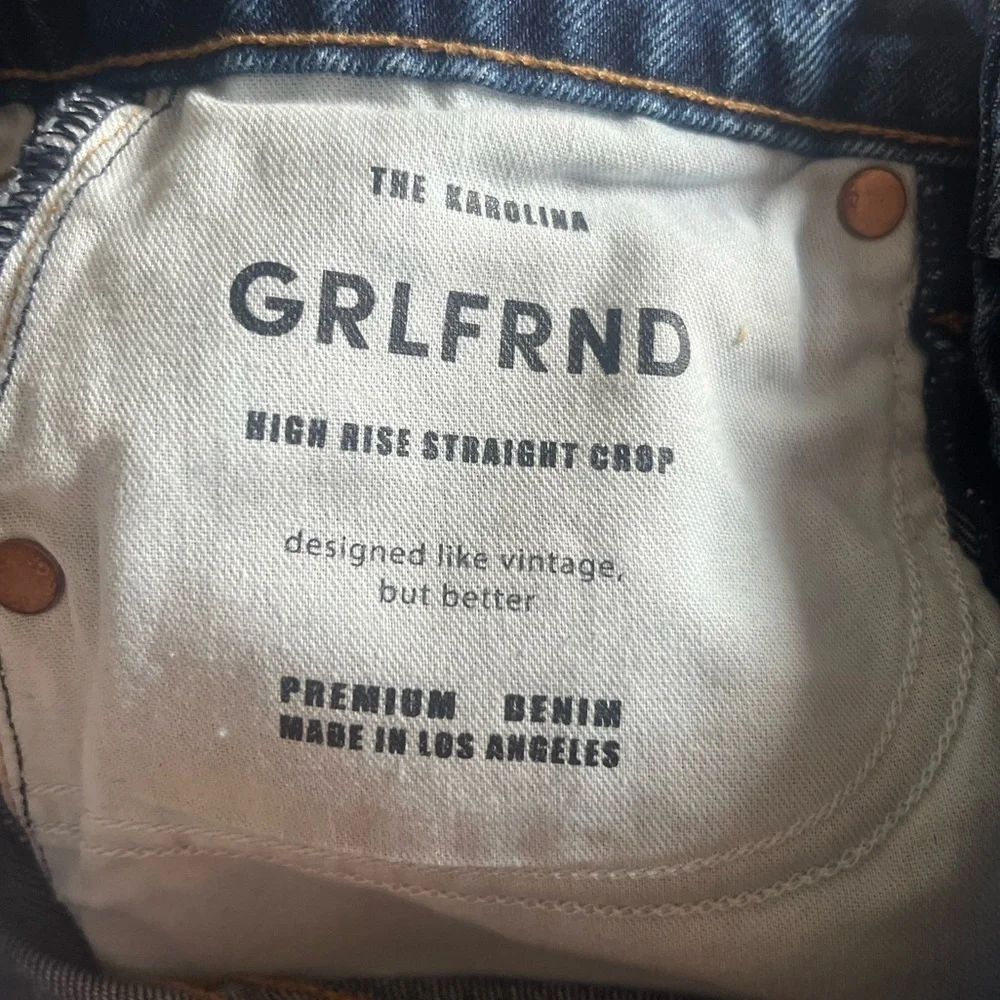 THE KAROLINA
GRLFRND
HIGH RISE STRAIGHT CROP
designed like vintage,
but better
PREMIUM DENIM
MADE IN LOS ANGELES